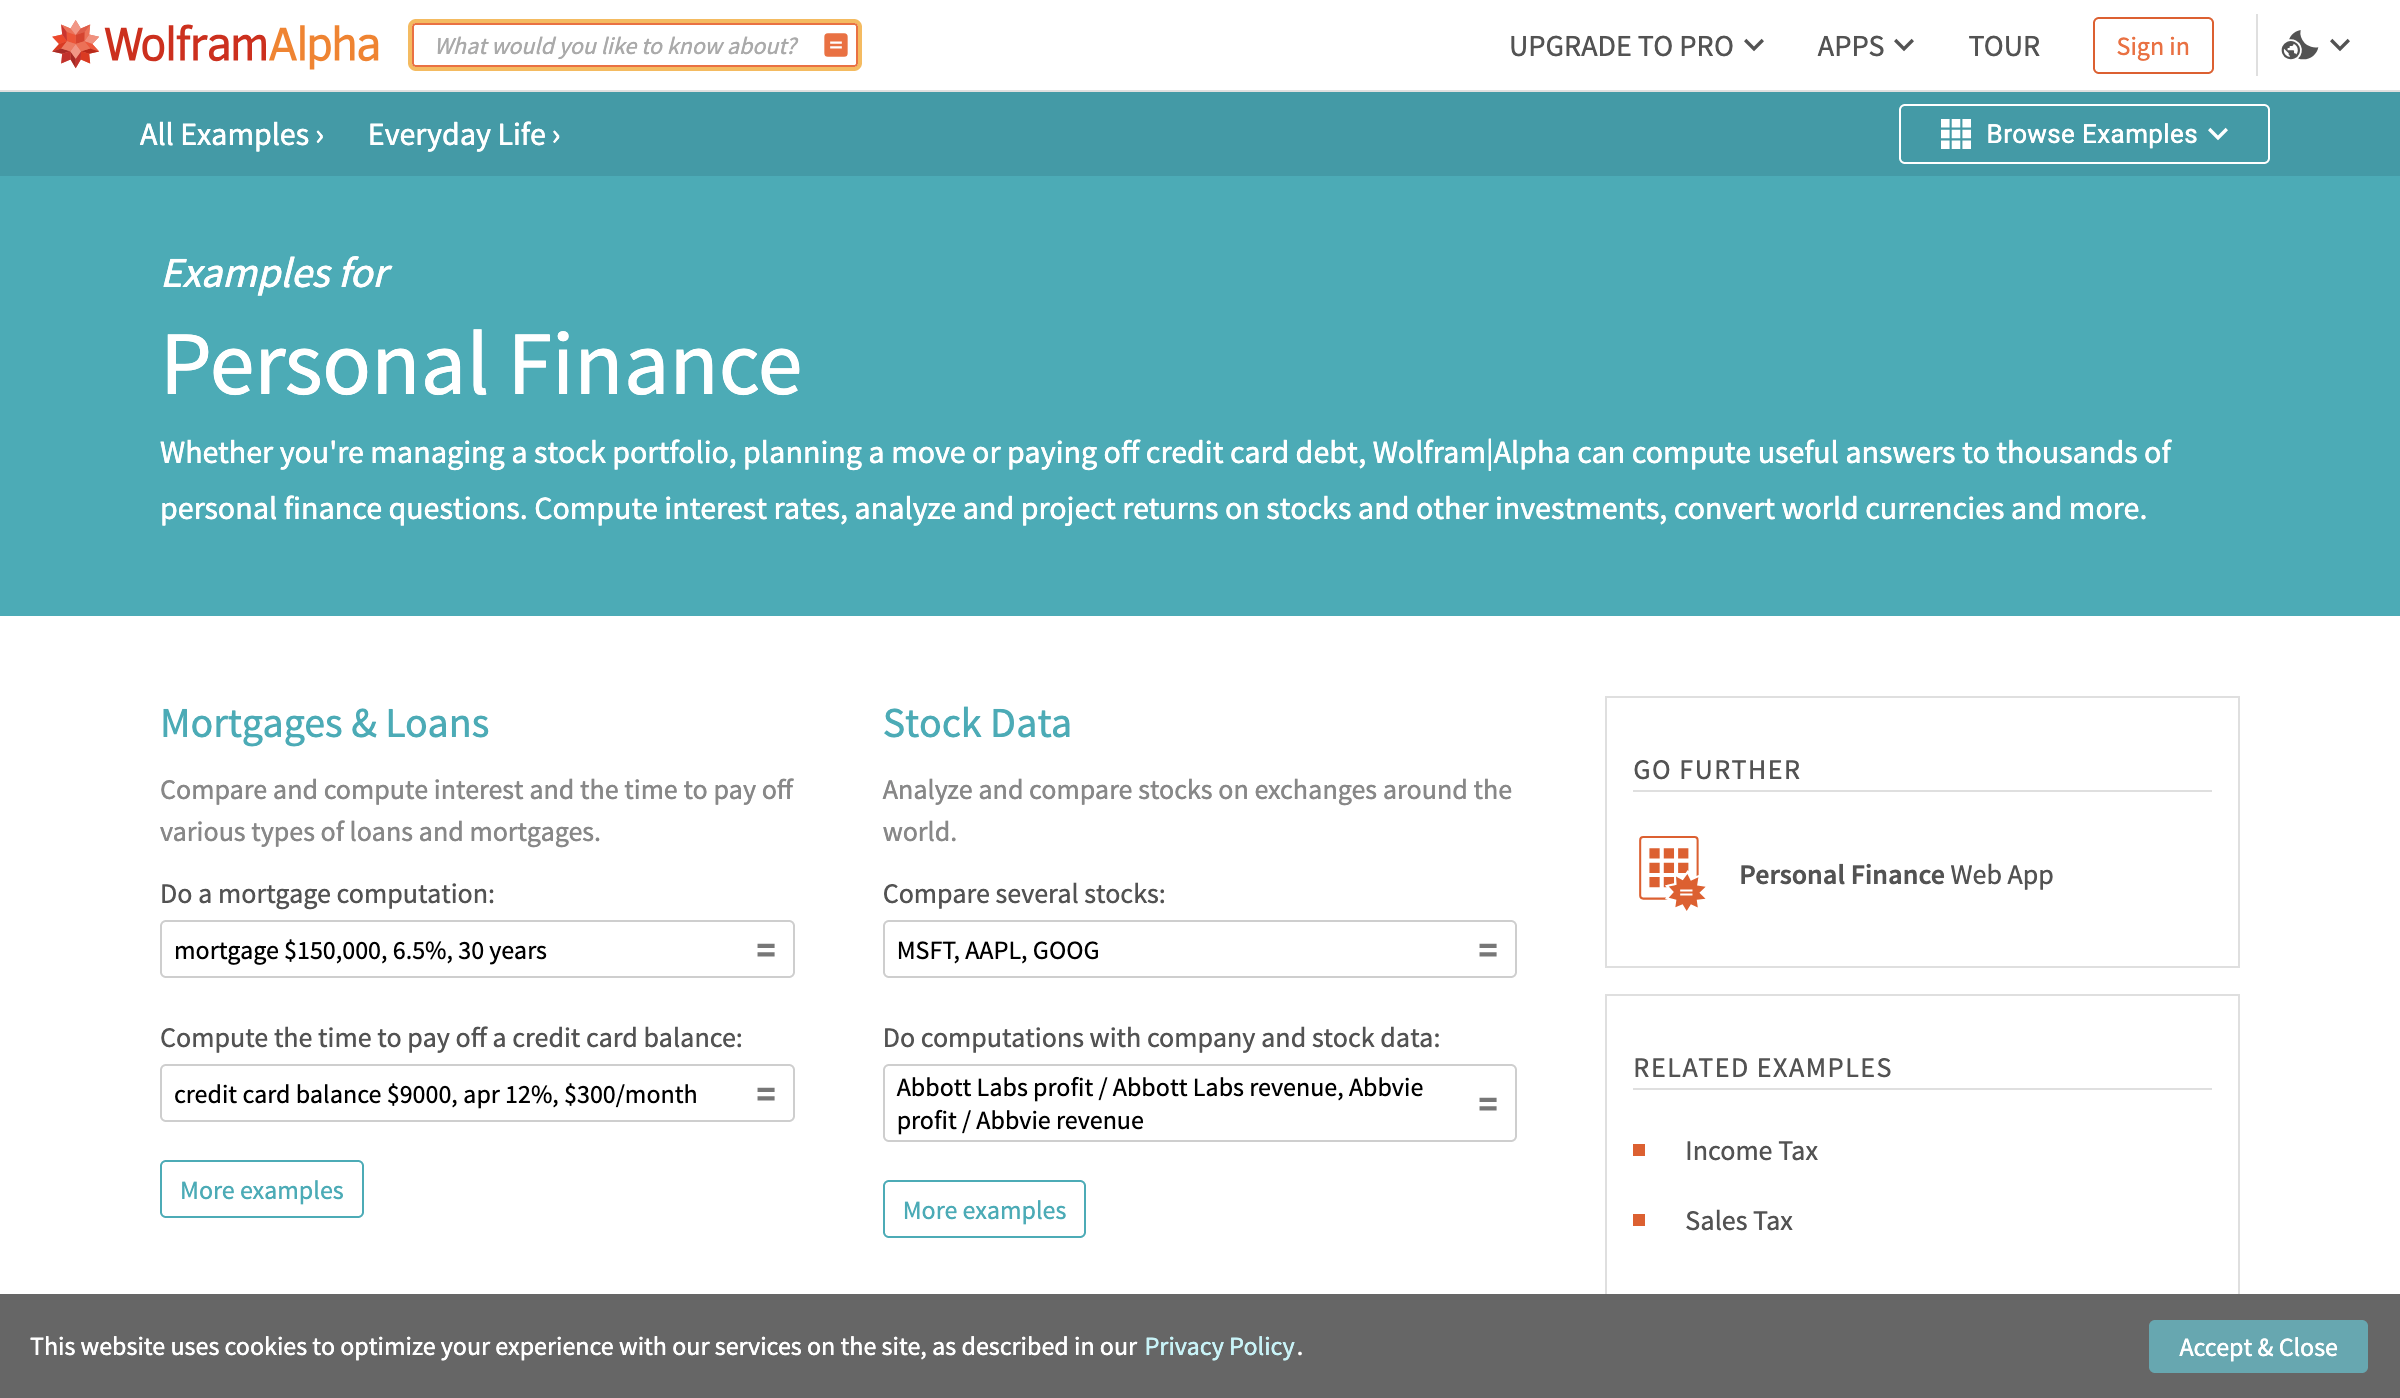 WolframAlpha
What would you like to know about?
UPGRADE TO PRO
APPS
TOUR
Sign in
All Examples ›
Everyday Life ›
Browse Examples
Examples for
Personal Finance
Whether you're managing a stock portfolio, planning a move or paying off credit card debt, Wolfram|Alpha can compute useful answers to thousands of
personal finance questions. Compute interest rates, analyze and project returns on stocks and other investments, convert world currencies and more.
Mortgages & Loans
Compare and compute interest and the time to pay off
various types of loans and mortgages.
Do a mortgage computation:
mortgage $150,000, 6.5%, 30 years
=
Compute the time to pay off a credit card balance:
credit card balance $9000, apr 12%, $300/month
=
More examples
Stock Data
Analyze and compare stocks on exchanges around the
world.
Compare several stocks:
MSFT, AAPL, GOOG
=
Do computations with company and stock data:
Abbott Labs profit / Abbott Labs revenue, Abbvie
profit / Abbvie revenue
=
More examples
GO FURTHER
Personal Finance Web App
RELATED EXAMPLES
Income Tax
Sales Tax
This website uses cookies to optimize your experience with our services on the site, as described in our Privacy Policy.
Accept & Close